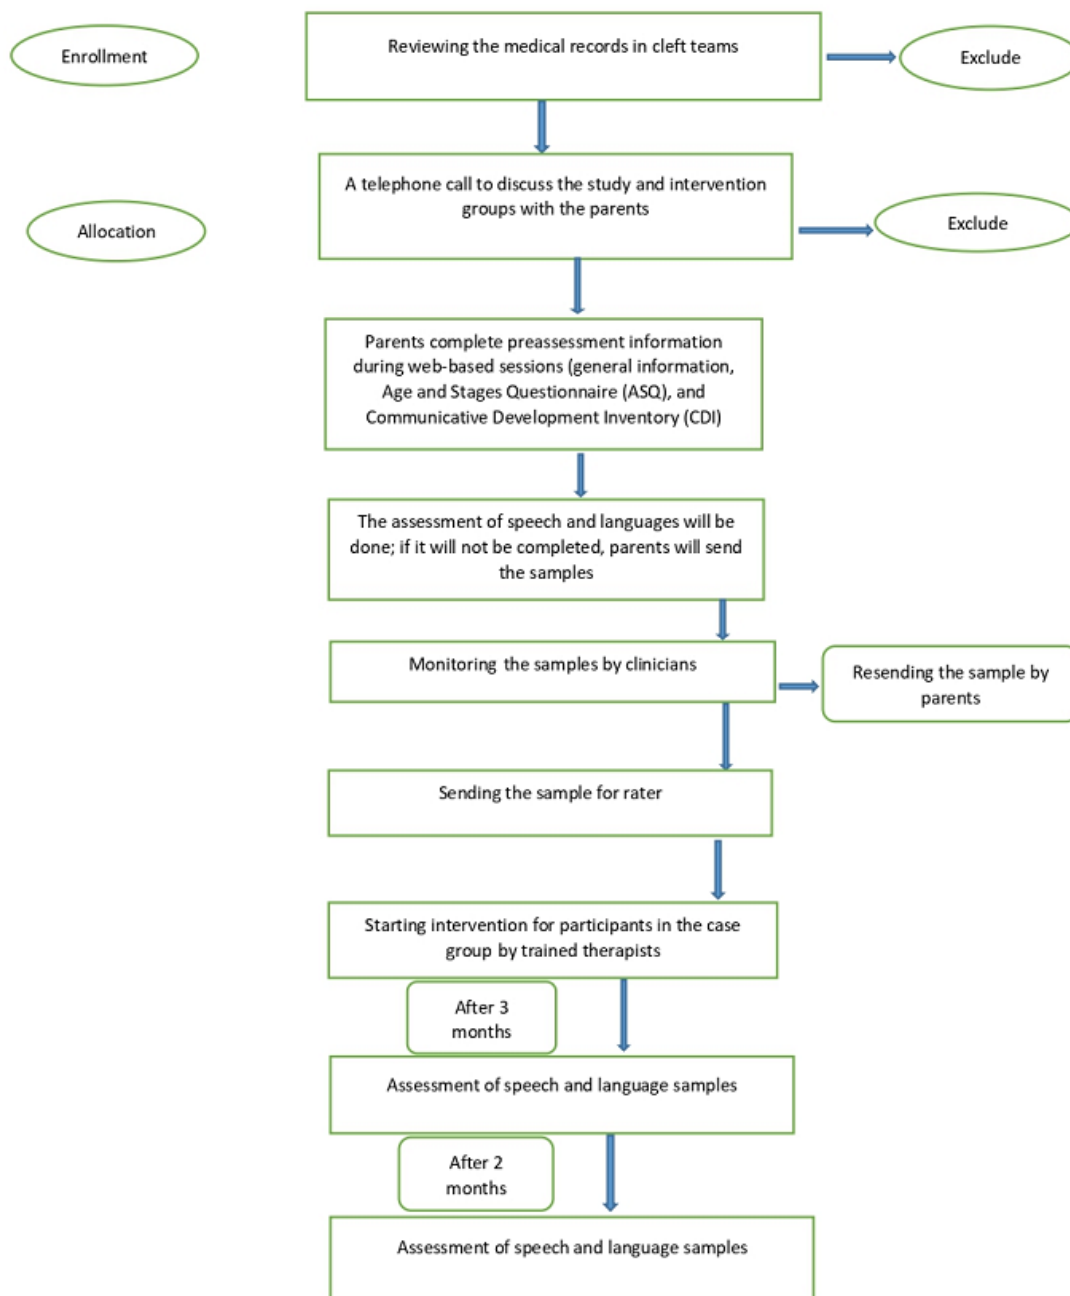 Enrollment
Reviewing the medical records in cleft teams
Exclude
Allocation
A telephone call to discuss the study and intervention
groups with the parents
Exclude
Parents complete preassessment information
during web-based sessions (general information,
Age and Stages Questionnaire (ASQ), and
Communicative Development Inventory (CDI)
The assessment of speech and languages will be
done; if it will not be completed, parents will send
the samples
Monitoring the samples by clinicians
Resending the sample by
parents
Sending the sample for rater
Starting intervention for participants in the case
group by trained therapists
After 3
months
Assessment of speech and language samples
After 2
months
Assessment of speech and language samples